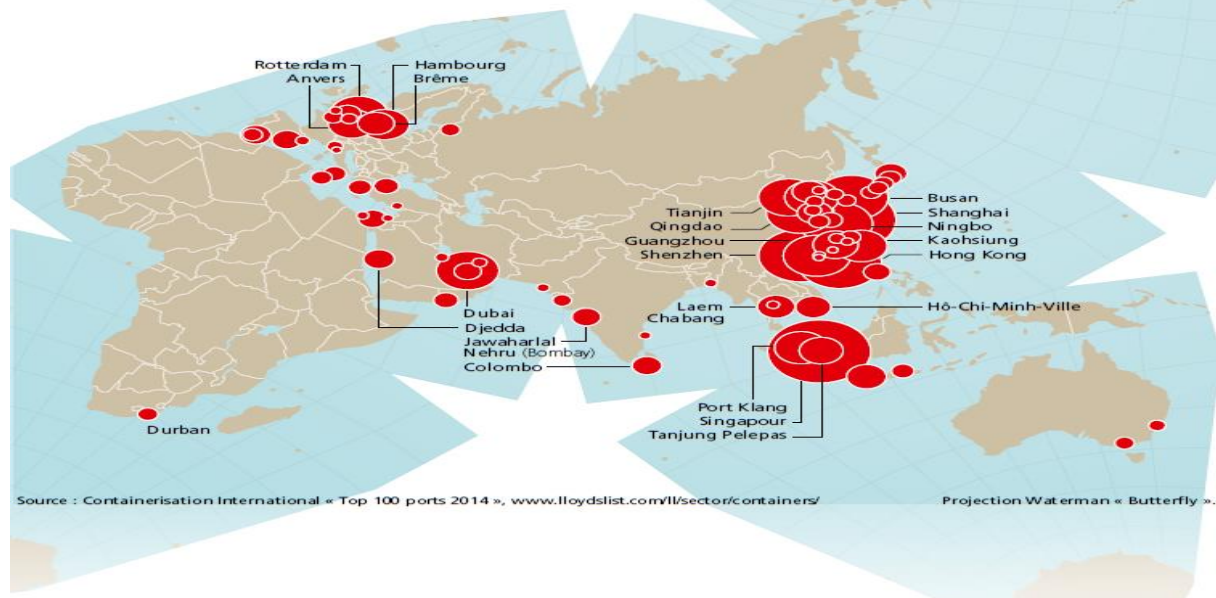 Rotterdam
Anvers
Hambourg
Brême
Tianjin
Qingdao
Guangzhou
Shenzhen
Busan
Shanghai
Ningbo
Kaohsiung
Hong Kong
Laem
Chabang
Hô-Chi-Minh-Ville
Dubai
Djedda
Jawaharlal
Nehru (Bombay)
Colombo
Port Klang
Singapour
Tanjung Pelepas
Durban
Source : Containerisation International « Top 100 ports 2014 », www.lloydslist.com/ll/sector/containers/
Projection Waterman « Butterfly ».